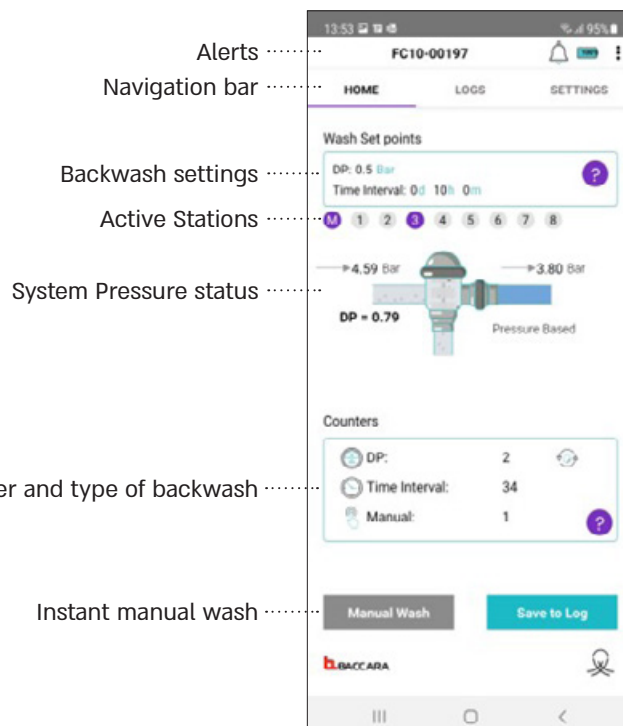 13:53 95%
Alerts
FC10-00197
Navigation bar
HOME LOGS SETTINGS
Wash Set points
Backwash settings
DP: 0.5 Bar
Time Interval: 0d 10h 0m
?
Active Stations
M 1 2 3 4 5 6 7 8
4.59 Bar 3.80 Bar
System Pressure status
DP = 0.79
Pressure Based
Counters
DP: 2
er and type of backwash
Time Interval: 34
Manual: 1
?
Instant manual wash
Manual Wash Save to Log
BACCARA